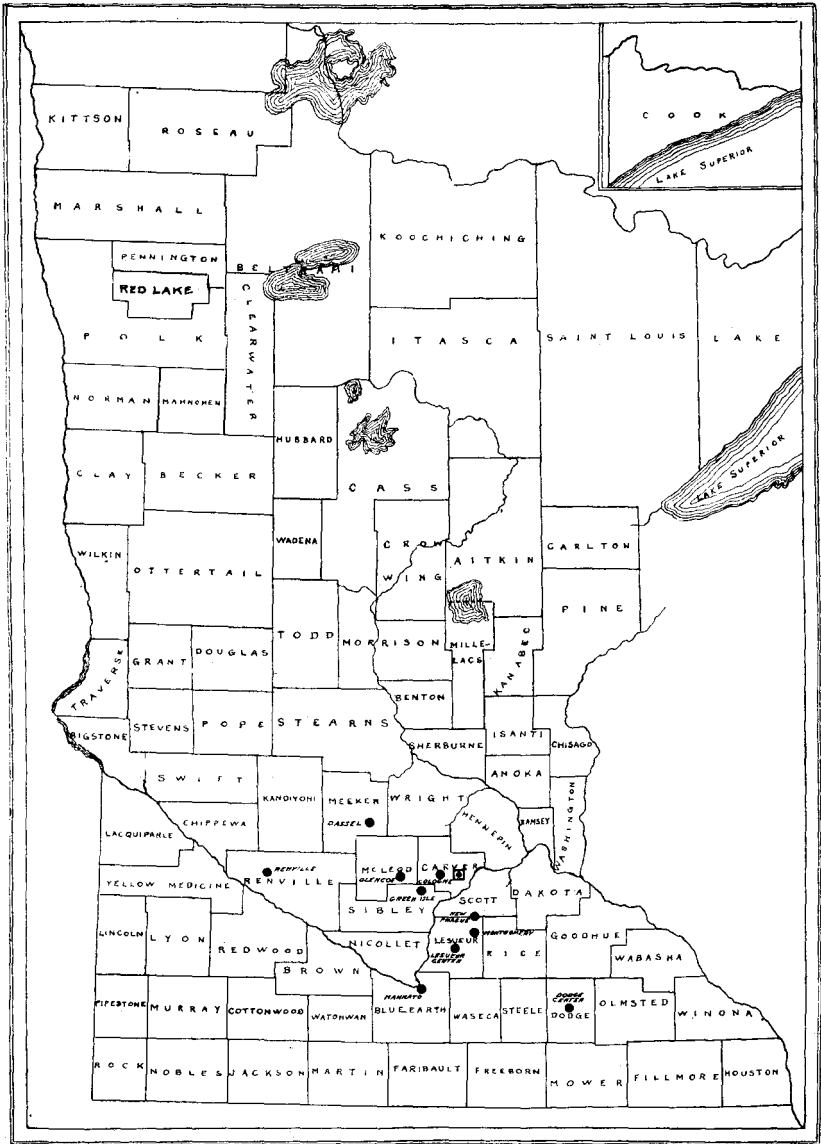 KITTSON
ROSEAU
COOK
LAKE SUPERIOR
MARSHALL
KOOCHICHING
PENNINGTON
BELTRAMI
RED LAKE
CLEARWATER
POLK
ITASCA
SAINT LOUIS
LAKE
NORMAN
MAHNOMEN
HUBBARD
LAKE SUPERIOR
CLAY
BECKER
CASS
WADENA
CROW
WING
AITKIN
CARLTON
WILKIN
OTTERTAIL
PINE
TODD
MORRISON
MILLE-
LACS
KANABEC
TRAVERSE
GRANT
DOUGLAS
BENTON
BIGSTONE
STEVENS
POPE
STEARNS
SHERBURNE
ISANTI
CHISAGO
ANOKA
SWIFT
KANDIYOHI
MEEKER
DASSEL
WRIGHT
HENNEPIN
RAMSEY
WASHINGTON
LACQUIPARLE
CHIPPEWA
RENVILLE
YELLOW MEDICINE
RENVILLE
MCLEOD
GLENCOE
CARVER
COLOGNE
GREEN ISLE
SIBLEY
SCOTT
DAKOTA
NEW
PRAGUE
MONTGOMERY
LINCOLN
LYON
REDWOOD
NICOLLET
LESUEUR
LESUEUR
CENTER
RICE
GOODHUE
WABASHA
BROWN
MANKATO
BLUE EARTH
DODGE
CENTER
DODGE
PIPESTONE
MURRAY
COTTONWOOD
WATONWAN
WASECA
STEELE
OLMSTED
WINONA
ROCK
NOBLES
JACKSON
MARTIN
FARIBAULT
FREEBORN
MOWER
FILLMORE
HOUSTON